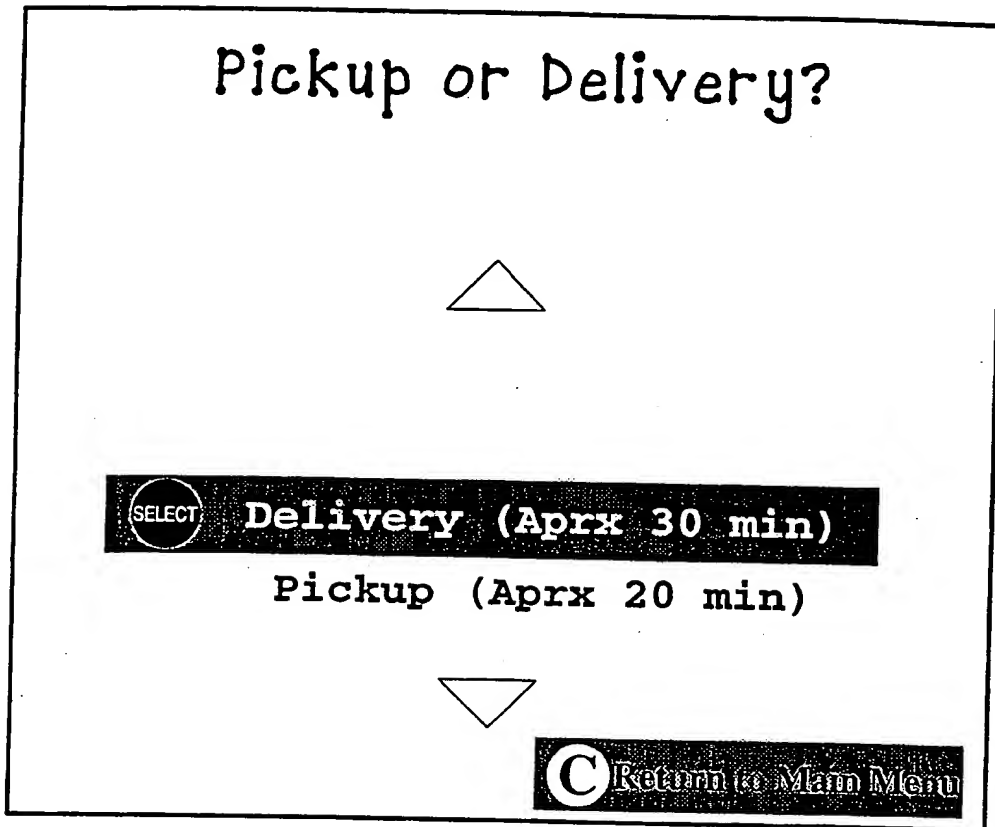 Pickup or Delivery?
SELECT Delivery (Aprx 30 min)
Pickup (Aprx 20 min)
C Return to Main Menu